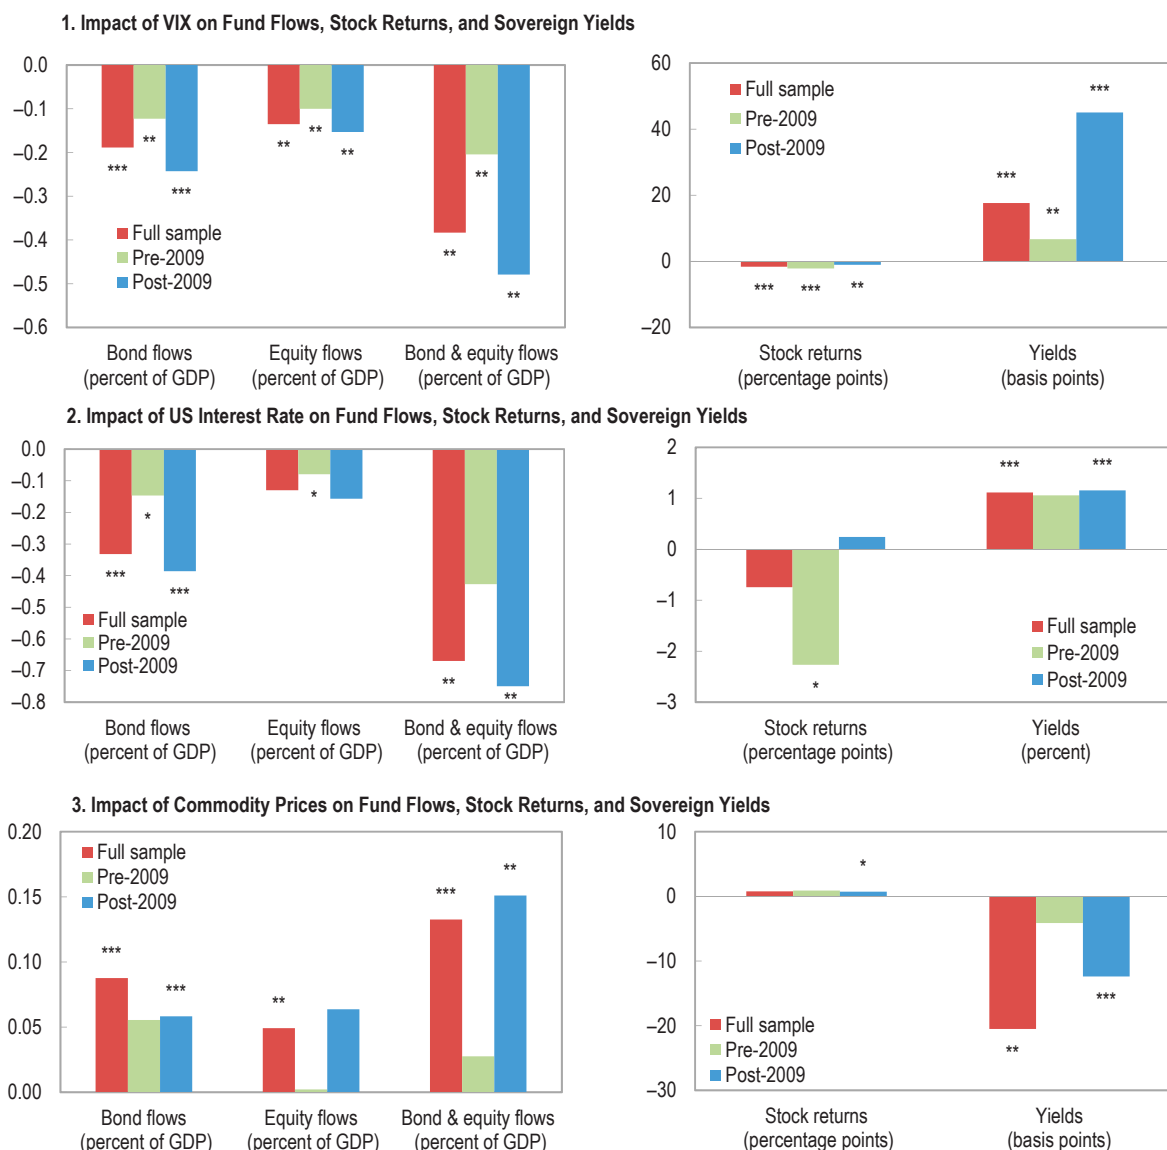 1. Impact of VIX on Fund Flows, Stock Returns, and Sovereign Yields
0.0
–0.1
–0.2
–0.3
–0.4
–0.5
–0.6
***
**
***
**
**
**
**
**
**
Full sample
Pre-2009
Post-2009
Bond flows
(percent of GDP)
Equity flows
(percent of GDP)
Bond & equity flows
(percent of GDP)
60
40
20
0
–20
Full sample
Pre-2009
Post-2009
***
***
**
***
**
***
Stock returns
(percentage points)
Yields
(basis points)
2. Impact of US Interest Rate on Fund Flows, Stock Returns, and Sovereign Yields
0.0
–0.1
–0.2
–0.3
–0.4
–0.5
–0.6
–0.7
–0.8
***
*
***
*
**
**
Full sample
Pre-2009
Post-2009
Bond flows
(percent of GDP)
Equity flows
(percent of GDP)
Bond & equity flows
(percent of GDP)
2
1
0
–1
–2
–3
*
***
***
Full sample
Pre-2009
Post-2009
Stock returns
(percentage points)
Yields
(percent)
3. Impact of Commodity Prices on Fund Flows, Stock Returns, and Sovereign Yields
0.20
0.15
0.10
0.05
0.00
Full sample
Pre-2009
Post-2009
***
***
**
***
**
Bond flows
(percent of GDP)
Equity flows
(percent of GDP)
Bond & equity flows
(percent of GDP)
10
0
–10
–20
–30
*
**
***
Full sample
Pre-2009
Post-2009
Stock returns
(percentage points)
Yields
(basis points)